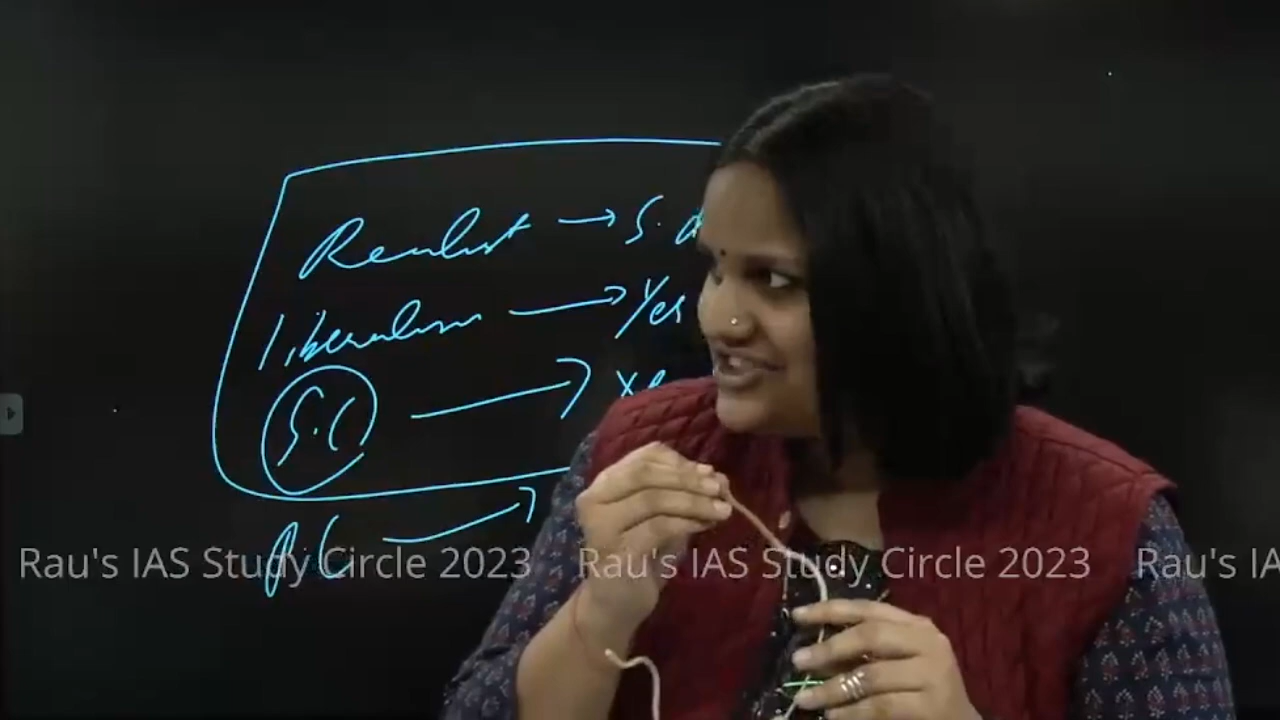 Realist → S. d
Liberalism → Yes
S.C → Ye
P.C →
Rau's IAS Study Circle 2023 Rau's IAS Study Circle 2023 Rau's IA